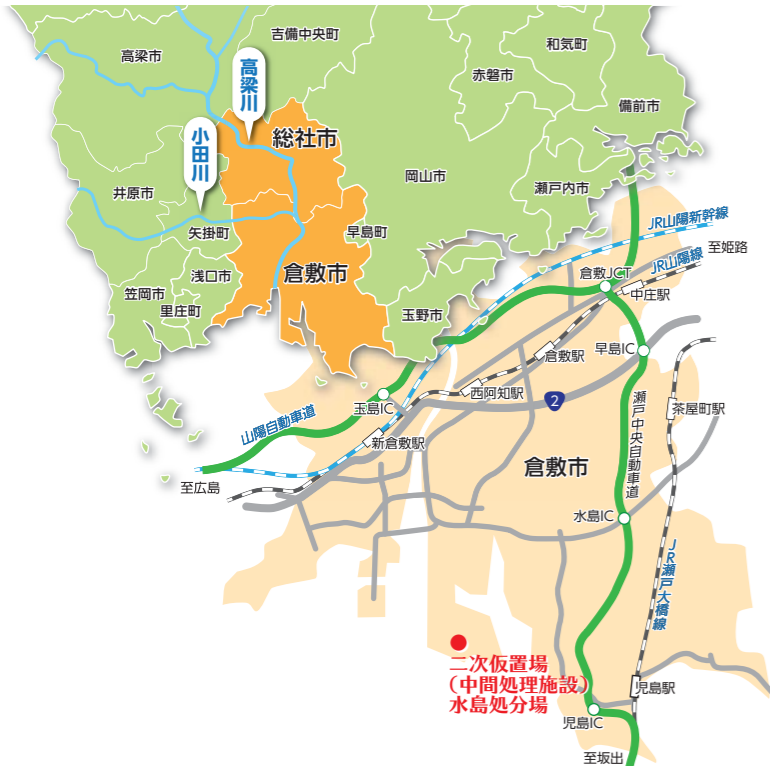 吉備中央町
和気町
高梁市
赤磐市
高梁川
備前市
総社市
小田川
岡山市
瀬戸内市
井原市
矢掛町
早島町
JR山陽新幹線
至姫路
浅口市
倉敷市
JR山陽線
倉敷JCT
笠岡市
中庄駅
里庄町
玉野市
早島IC
倉敷駅
西阿知駅
玉島IC
2
瀬戸中央自動車道
茶屋町駅
山陽自動車道
新倉敷駅
倉敷市
至広島
水島IC
JR瀬戸大橋線
二次仮置場
(中間処理施設)
水島処分場
児島駅
児島IC
至坂出